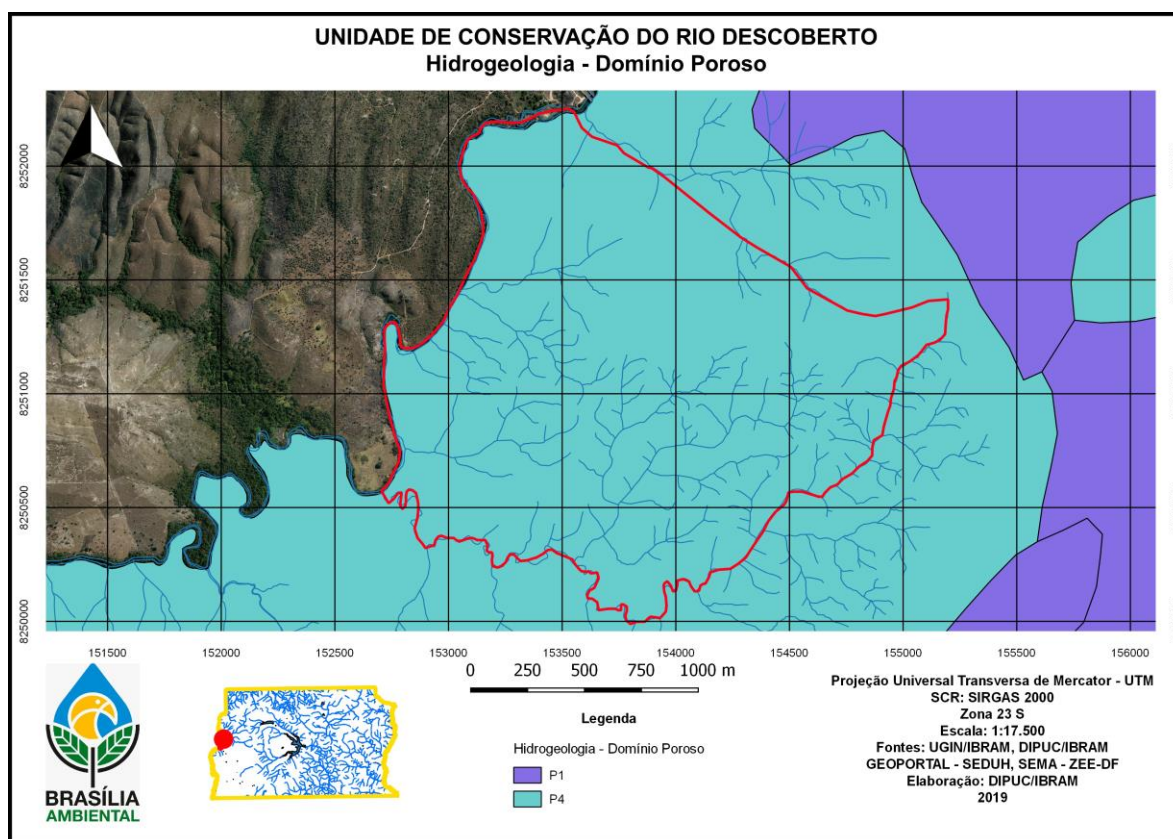 UNIDADE DE CONSERVAÇÃO DO RIO DESCOBERTO
Hidrogeologia - Domínio Poroso
8252000
8251500
8251000
8250500
8250000
151500 152000 152500 153000 153500 154000 154500 155000 155500 156000
0 250 500 750 1000 m
Legenda
Hidrogeologia - Domínio Poroso
P1
P4
BRASÍLIA
AMBIENTAL
Projeção Universal Transversa de Mercator - UTM
SCR: SIRGAS 2000
Zona 23 S
Escala: 1:17.500
Fontes: UGIN/IBRAM, DIPUC/IBRAM
GEOPORTAL - SEDUH, SEMA - ZEE-DF
Elaboração: DIPUC/IBRAM
2019